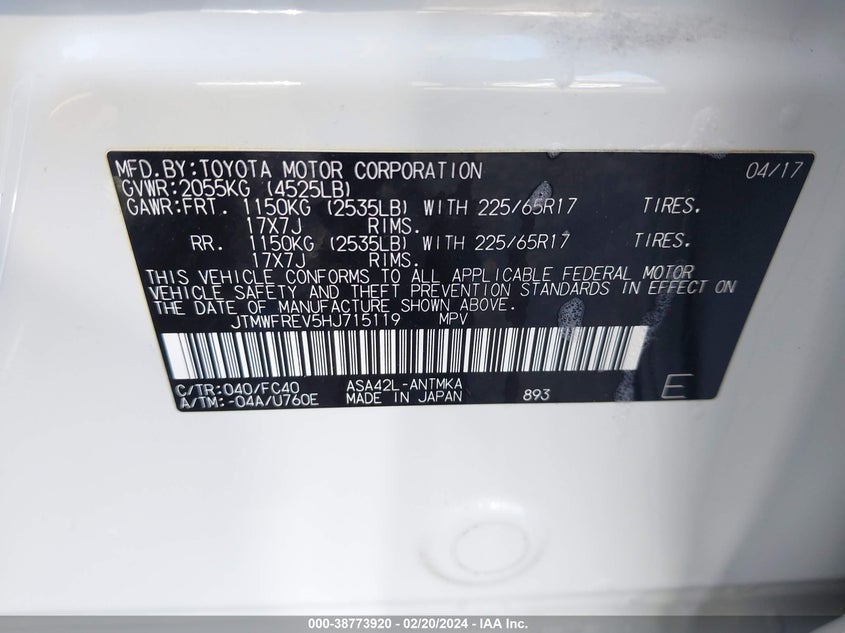 MFD.BY:TOYOTA MOTOR CORPORATION 04/17
GVWR:2055KG (4525LB)
GAWR:FRT. 1150KG (2535LB) WITH 225/65R17 TIRES.
17X7J RIMS.
RR. 1150KG (2535LB) WITH 225/65R17 TIRES.
17X7J RIMS.
THIS VEHICLE CONFORMS TO ALL APPLICABLE FEDERAL MOTOR
VEHICLE SAFETY AND THEFT PREVENTION STANDARDS IN EFFECT ON
THE DATE OF MANUFACTURE SHOWN ABOVE.
JTMWFREV5HJ715119 MPV
C/TR:040/FC40 ASA42L-ANTMKA
A/TM:-04A/U760E MADE IN JAPAN 893 E
000-38773920 - 02/20/2024 - IAA Inc.